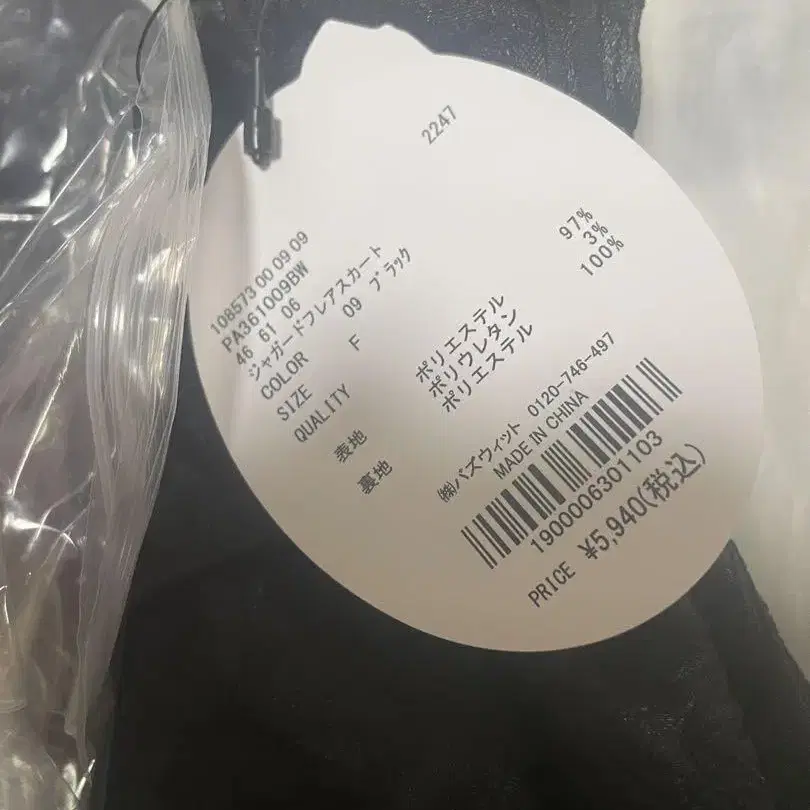 2247
108573 00 09 09
PA361009BW
46 61 06
ジャガードフレアスカート
COLOR 09 ブラック
SIZE F
QUALITY
表地 ポリエステル 97%
ポリウレタン 3%
裏地 ポリエステル 100%
㈱バズウィット 0120-746-497
MADE IN CHINA
1900006301103
PRICE ¥5,940(税込)